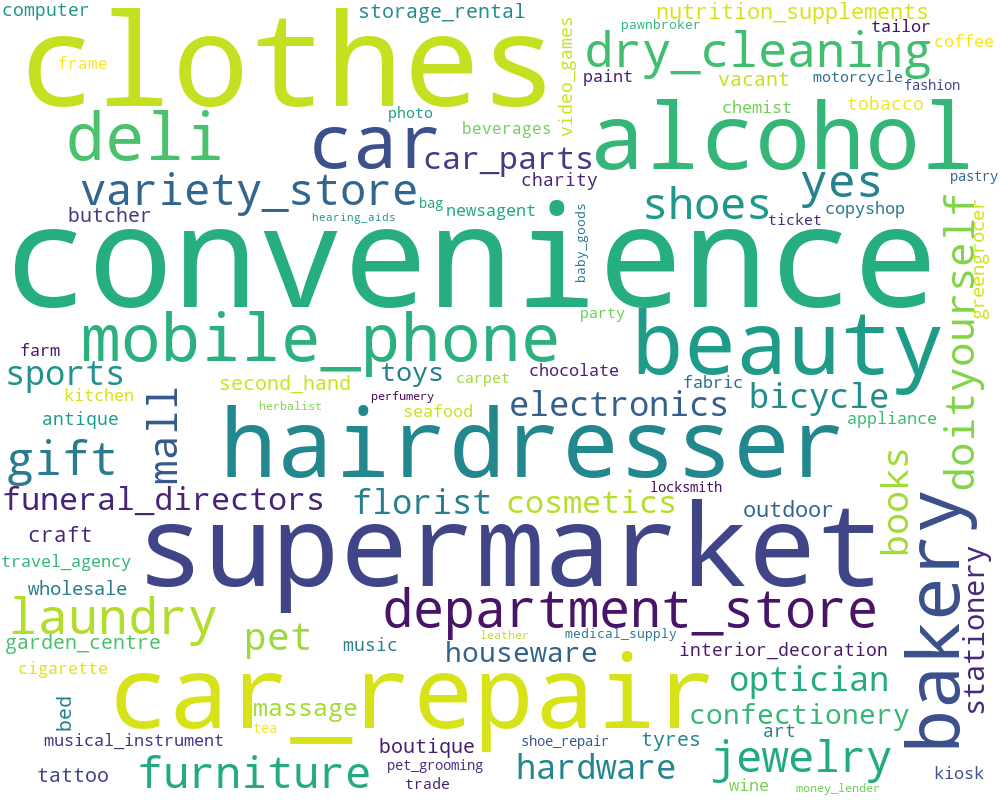 computer
clothes
storage_rental
nutrition_supplements
pawnbroker
tailor
coffee
frame
video_games
dry_cleaning
paint
vacant
motorcycle
fashion
deli
car
photo
beverages
alcohol
chemist
tobacco
car_parts
charity
variety_store
yes
pastry
butcher
hearing_aids
bag
newsagent
baby_goods
shoes
ticket
copyshop
doityourself
greengrocer
convenience
mobile_phone
party
beauty
farm
sports
kitchen
antique
second_hand
toys
carpet
chocolate
fabric
perfumery
herbalist
seafood
electronics
bicycle
appliance
mall
gift
hairdresser
books
funeral_directors
florist
cosmetics
locksmith
outdoor
craft
supermarket
bakery
stationery
travel_agency
wholesale
laundry
department_store
garden_centre
pet
music
leather
medical_supply
houseware
interior_decoration
cigarette
car_repair
optician
bed
massage
tea
confectionery
musical_instrument
boutique
shoe_repair
tyres
art
jewelry
tattoo
furniture
pet_grooming
trade
hardware
wine
money_lender
kiosk